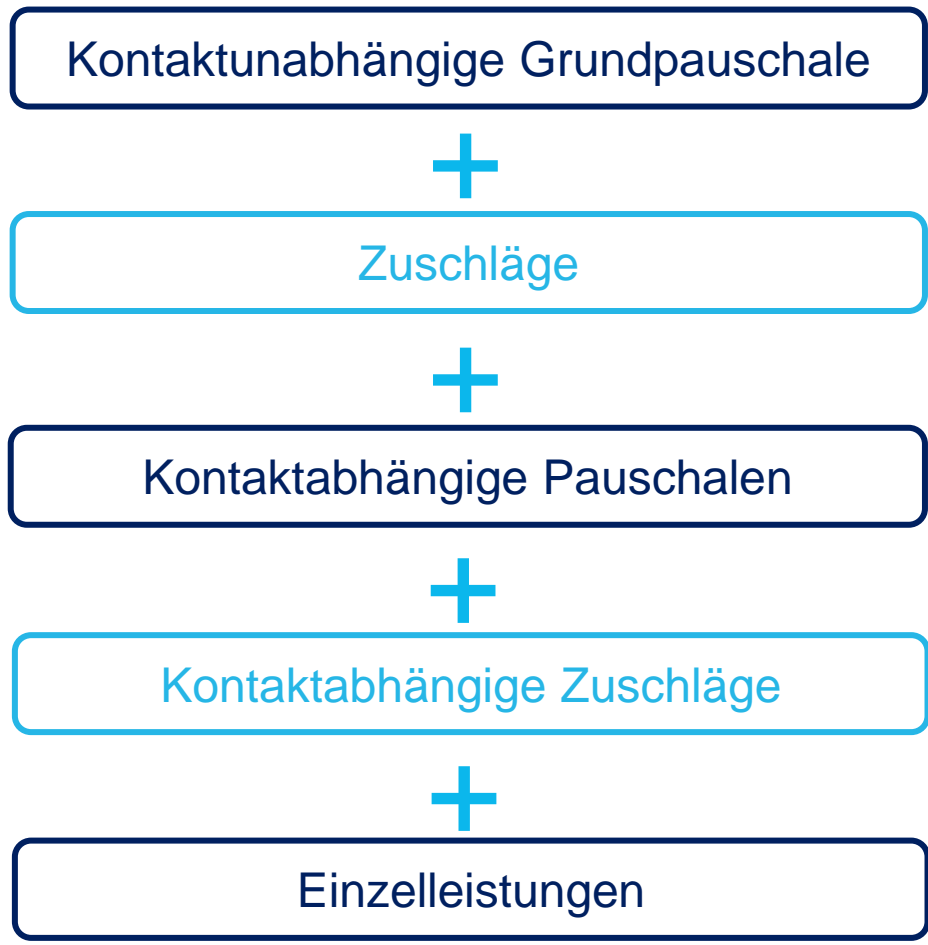 Kontaktunabhängige Grundpauschale
+
Zuschläge
+
Kontaktabhängige Pauschalen
+
Kontaktabhängige Zuschläge
+
Einzelleistungen